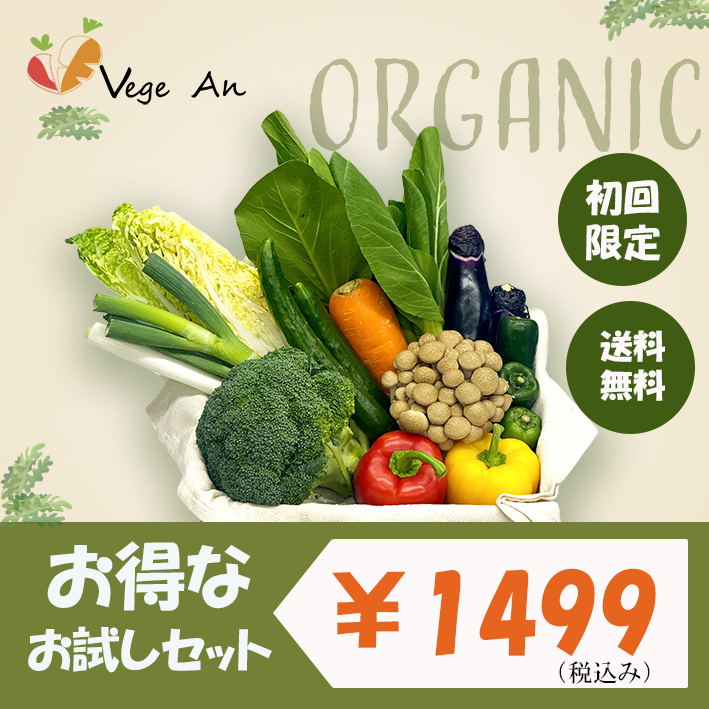 Vege An
ORGANIC
初回
限定
送料
無料
お得な
お試しセット
￥1499
（税込み）